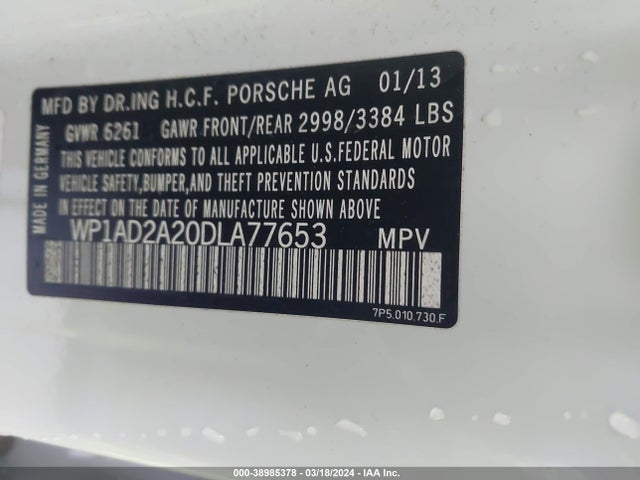 MFD BY DR.ING H.C.F. PORSCHE AG 01/13
GVWR 6261 GAWR FRONT/REAR 2998/3384 LBS
THIS VEHICLE CONFORMS TO ALL APPLICABLE U.S.FEDERAL MOTOR
VEHICLE SAFETY,BUMPER,AND THEFT PREVENTION STANDARDS
IN EFFECT ON THE DATE OF MANUFACTURE SHOWN ABOVE
WP1AD2A20DLA77653 MPV
MADE IN GERMANY
7P5.010.730.F
000-38985378 - 03/18/2024 - IAA Inc.